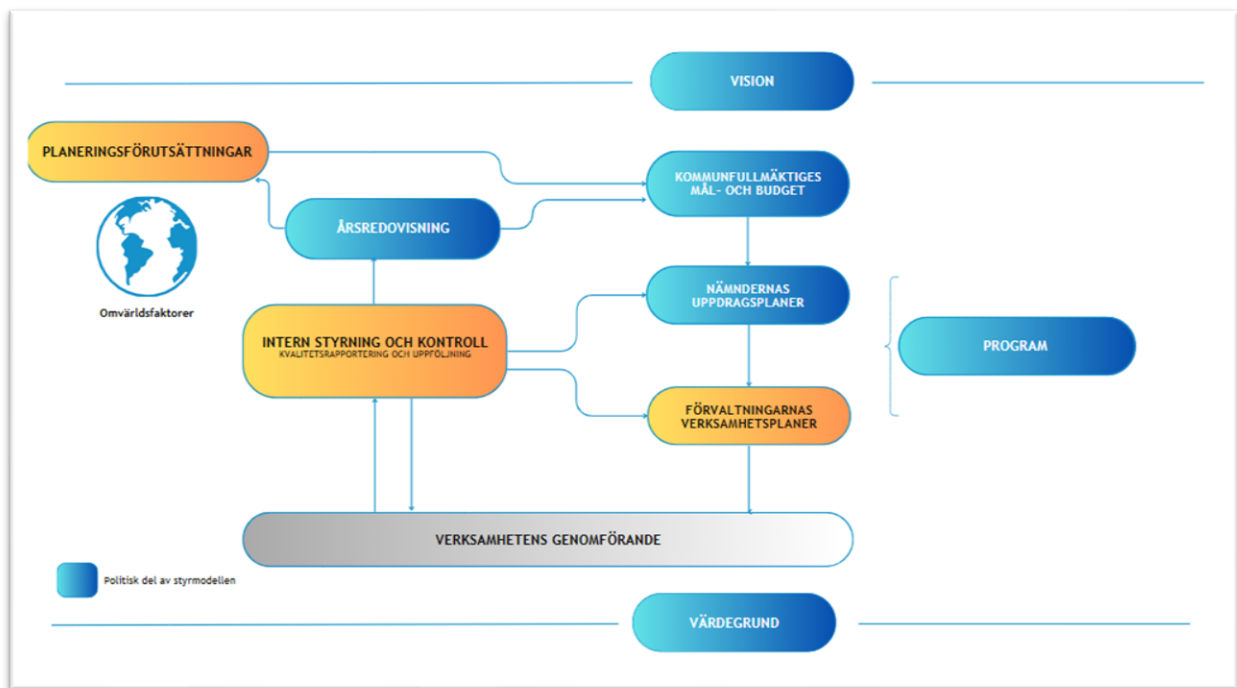 VISION
PLANERINGSFÖRUTSÄTTNINGAR
KOMMUNFULLMÄKTIGES
MÅL- OCH BUDGET
ÅRSREDOVISNING
Omvärldsfaktorer
NÄMNDERNAS
UPPDRAGSPLANER
INTERN STYRNING OCH KONTROLL
KVALITETSRAPPORTERING OCH UPPFÖLJNING
PROGRAM
FÖRVALTNINGARNAS
VERKSAMHETSPLANER
VERKSAMHETENS GENOMFÖRANDE
Politisk del av styrmodellen
VÄRDEGRUND